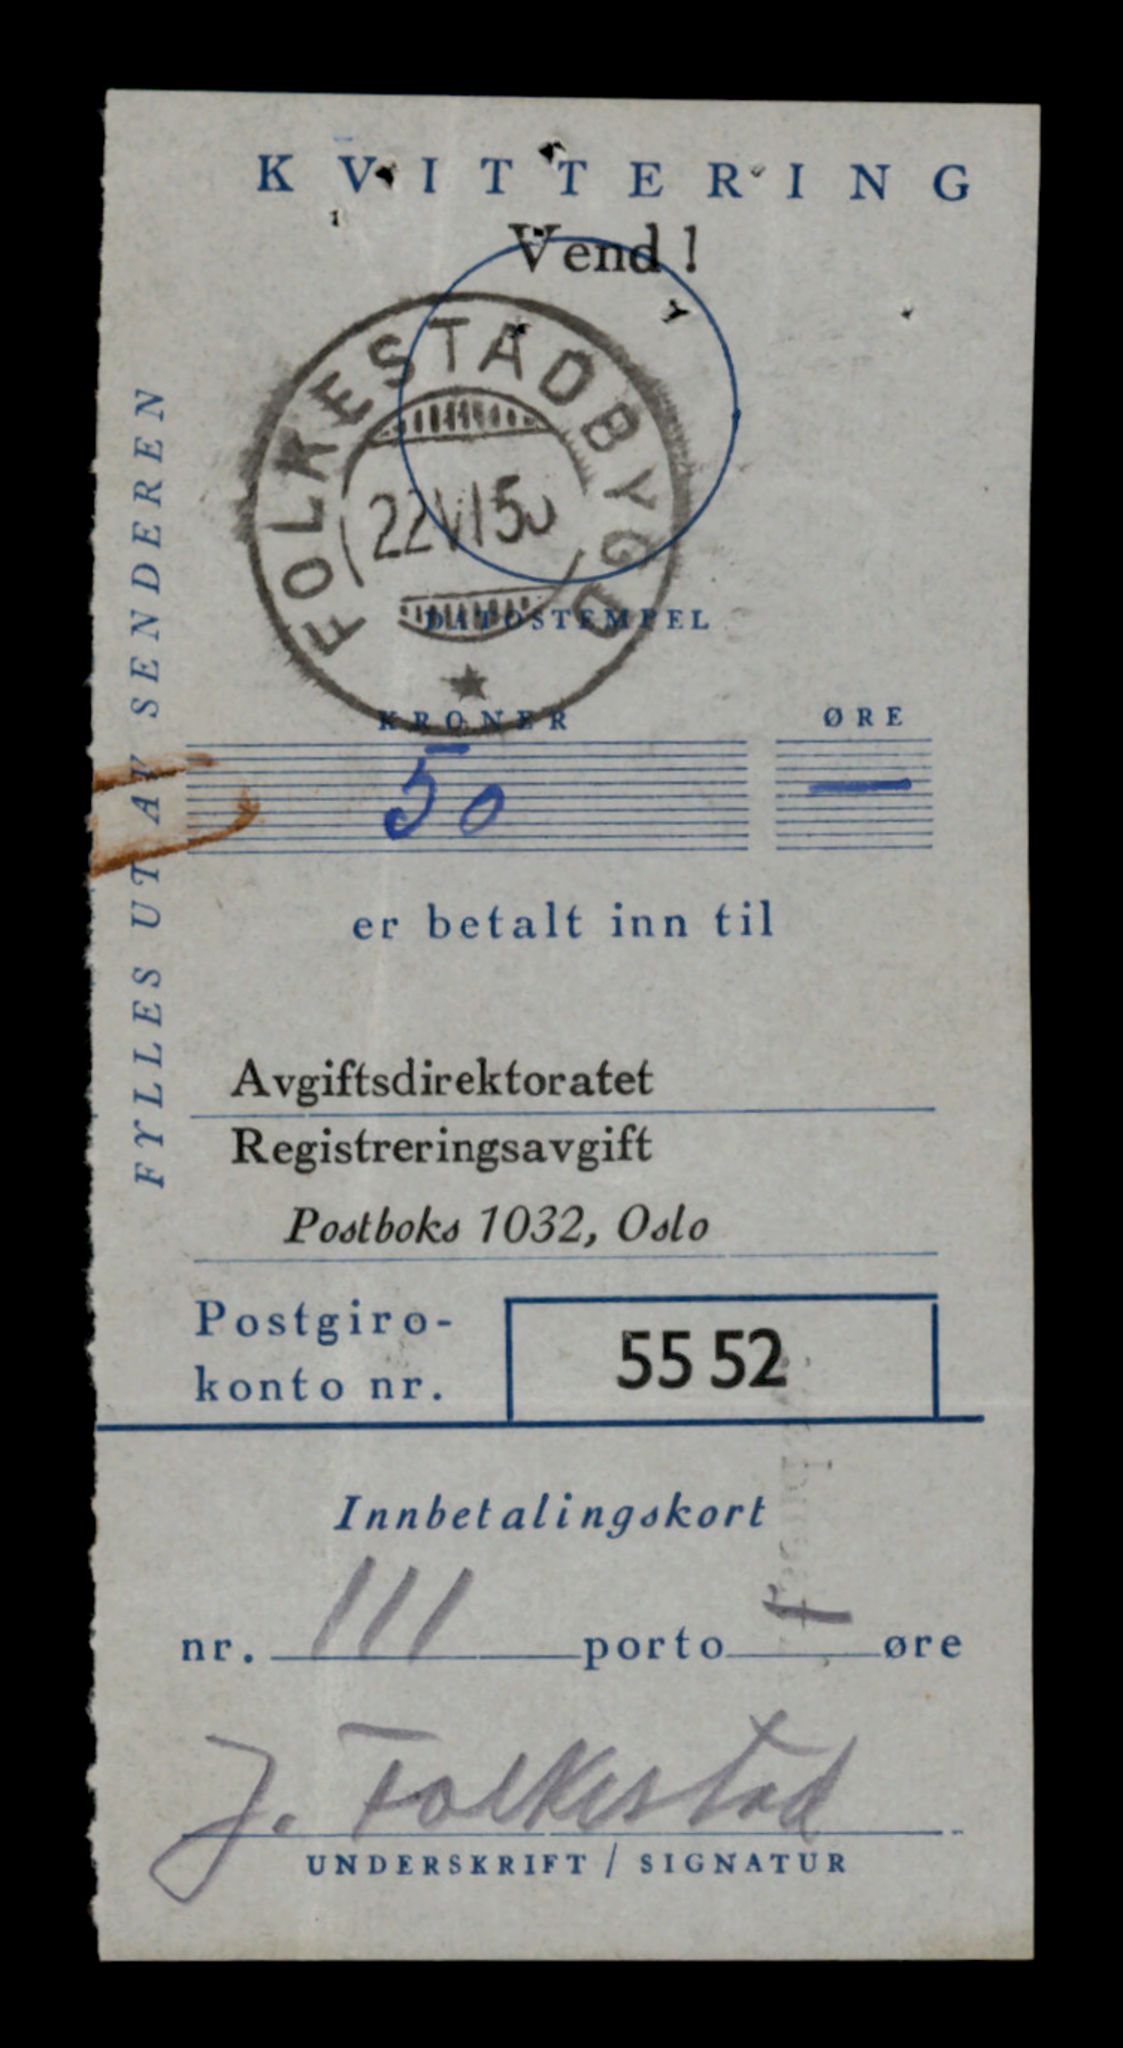 KVITTERING
Vend!
FOLKESTADBYGD
22 VI 50
DATOSTEMPEL
FYLLES UT AV SENDEREN
KRONER ØRE
50 —
er betalt inn til
Avgiftsdirektoratet
Registreringsavgift
Postboks 1032, Oslo
Postgiro-
konto nr. 55 52
Innbetalingskort
nr. 111 porto — øre
J. Folkestad
UNDERSKRIFT / SIGNATUR